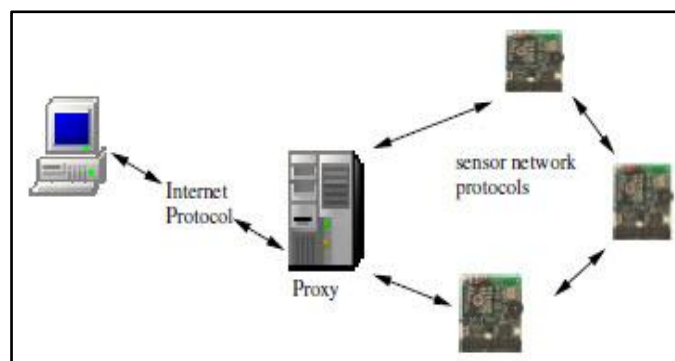 Internet
Protocol
Proxy
sensor network
protocols